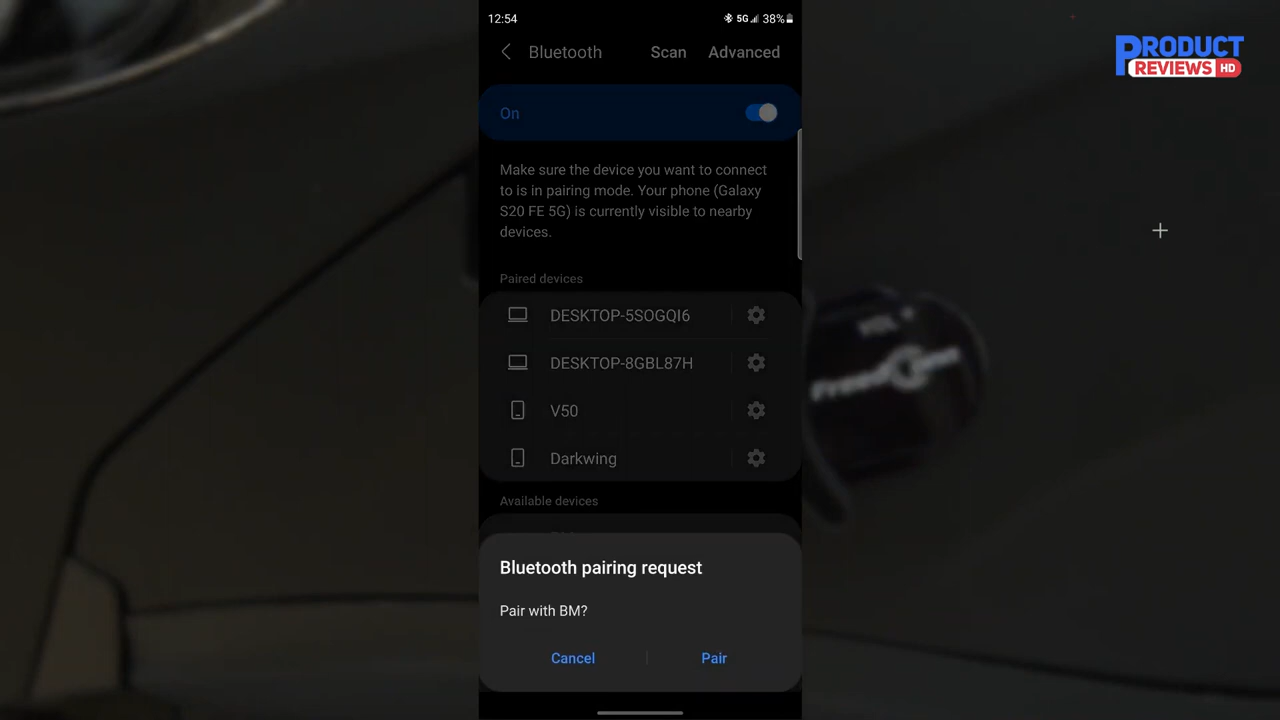 12:54
5G 38%
Bluetooth
Scan
Advanced
On
Make sure the device you want to connect
to is in pairing mode. Your phone (Galaxy
S20 FE 5G) is currently visible to nearby
devices.
Paired devices
DESKTOP-5SOGQI6
DESKTOP-8GBL87H
V50
Darkwing
Available devices
Bluetooth pairing request
Pair with BM?
Cancel
Pair
PRODUCT
REVIEWS HD
VOL +